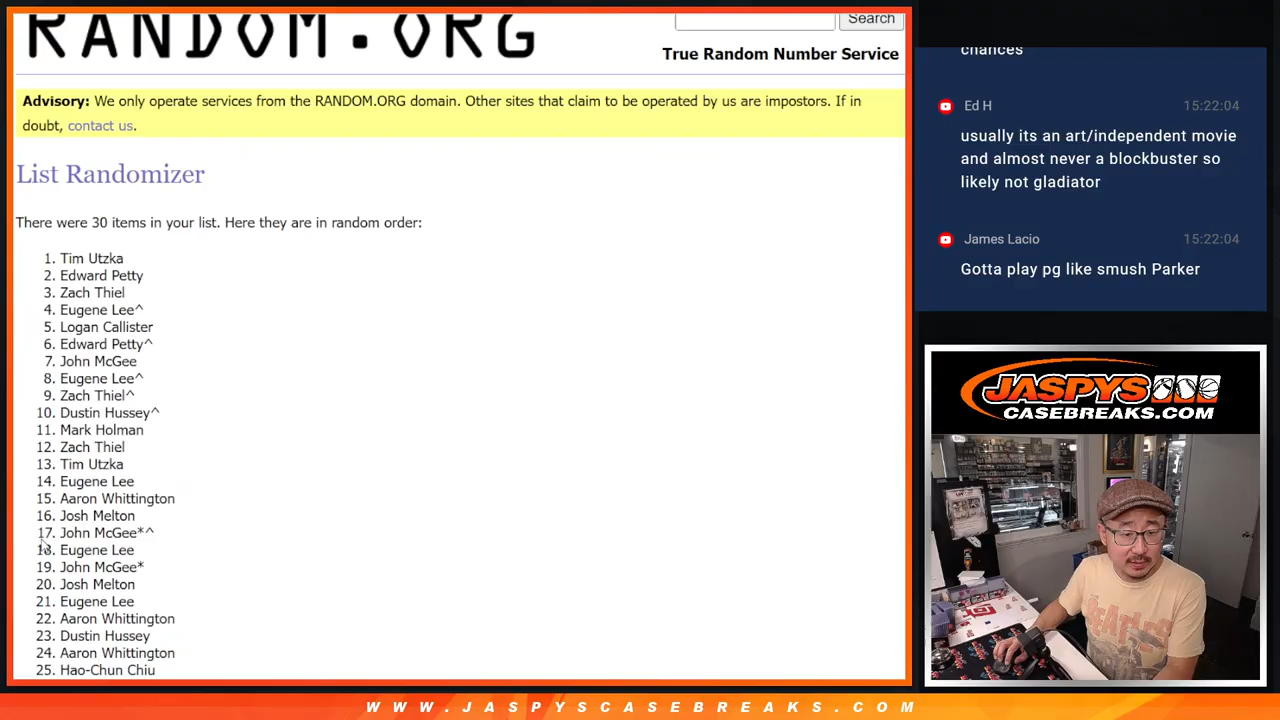 RANDOM.ORG
Search
True Random Number Service
Advisory: We only operate services from the RANDOM.ORG domain. Other sites that claim to be operated by us are impostors. If in
doubt, contact us.
List Randomizer
There were 30 items in your list. Here they are in random order:
1. Tim Utzka
2. Edward Petty
3. Zach Thiel
4. Eugene Lee^
5. Logan Callister
6. Edward Petty^
7. John McGee
8. Eugene Lee^
9. Zach Thiel^
10. Dustin Hussey^
11. Mark Holman
12. Zach Thiel
13. Tim Utzka
14. Eugene Lee
15. Aaron Whittington
16. Josh Melton
17. John McGee*^
18. Eugene Lee
19. John McGee*
20. Josh Melton
21. Eugene Lee
22. Aaron Whittington
23. Dustin Hussey
24. Aaron Whittington
25. Hao-Chun Chiu
chances
Ed H 15:22:04
usually its an art/independent movie
and almost never a blockbuster so
likely not gladiator
James Lacio 15:22:04
Gotta play pg like smush Parker
JASPYS
CASEBREAKS.COM
BEATLES
WWW.JASPYSCASEBREAKS.COM